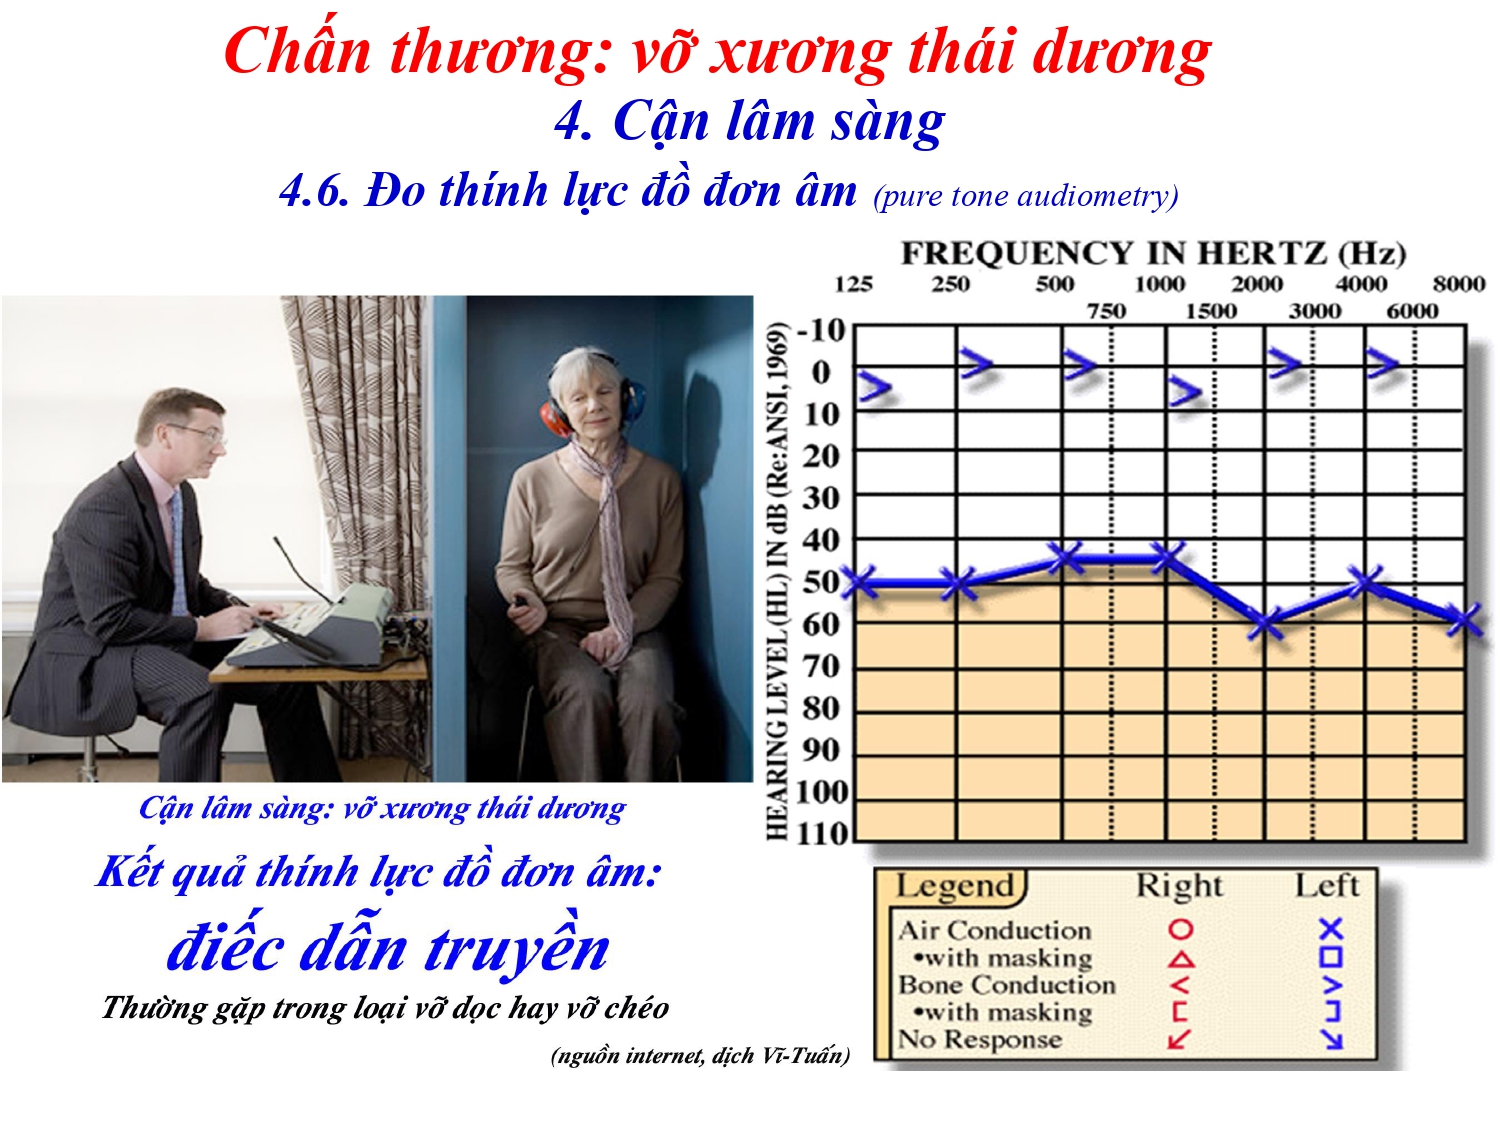 Chấn thương: vỡ xương thái dương
4. Cận lâm sàng
4.6. Đo thính lực đồ đơn âm (pure tone audiometry)
FREQUENCY IN HERTZ (Hz)
125 250 500 1000 2000 4000 8000
750 1500 3000 6000
HEARING LEVEL (HL) IN dB (Re:ANSI, 1969)
-10
0
10
20
30
40
50
60
70
80
90
100
110
Cận lâm sàng: vỡ xương thái dương
Kết quả thính lực đồ đơn âm:
điếc dẫn truyền
Thường gặp trong loại vỡ dọc hay vỡ chéo
(nguồn internet, dịch Vĩ-Tuấn)
Legend Right Left
Air Conduction
•with masking
Bone Conduction
•with masking
No Response